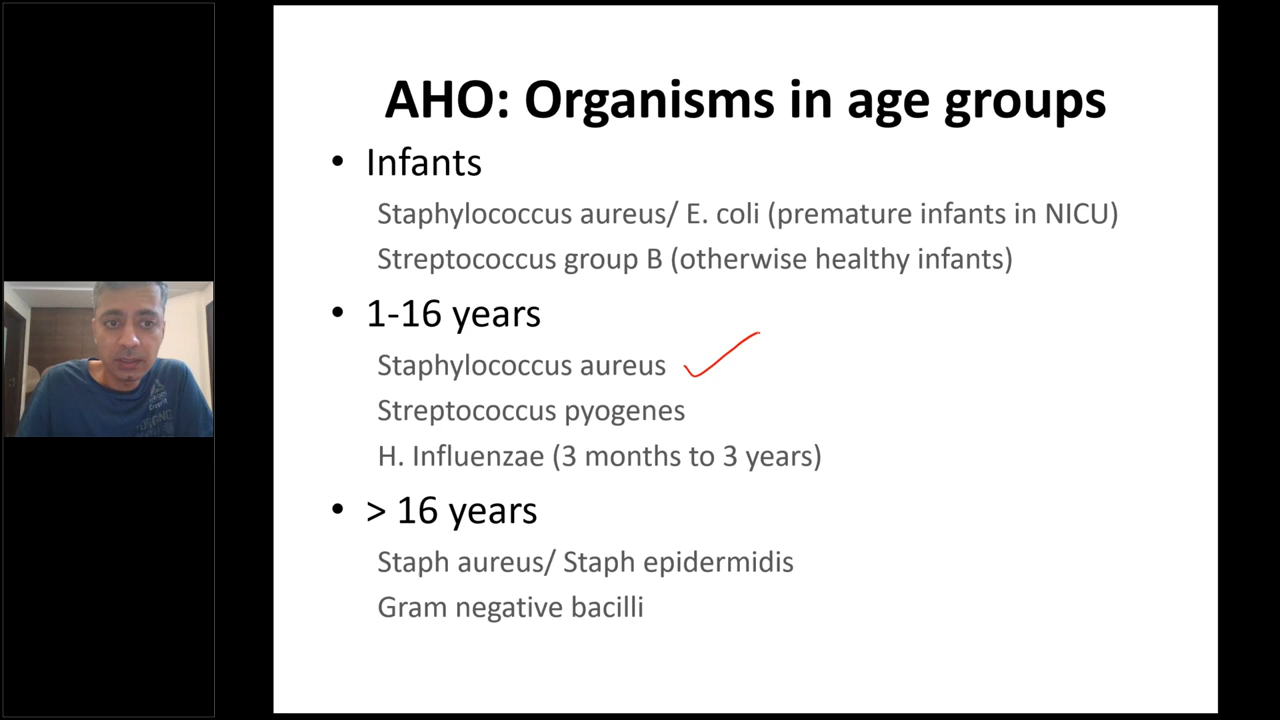 AHO: Organisms in age groups
• Infants
Staphylococcus aureus/ E. coli (premature infants in NICU)
Streptococcus group B (otherwise healthy infants)
• 1-16 years
Staphylococcus aureus
Streptococcus pyogenes
H. Influenzae (3 months to 3 years)
• > 16 years
Staph aureus/ Staph epidermidis
Gram negative bacilli